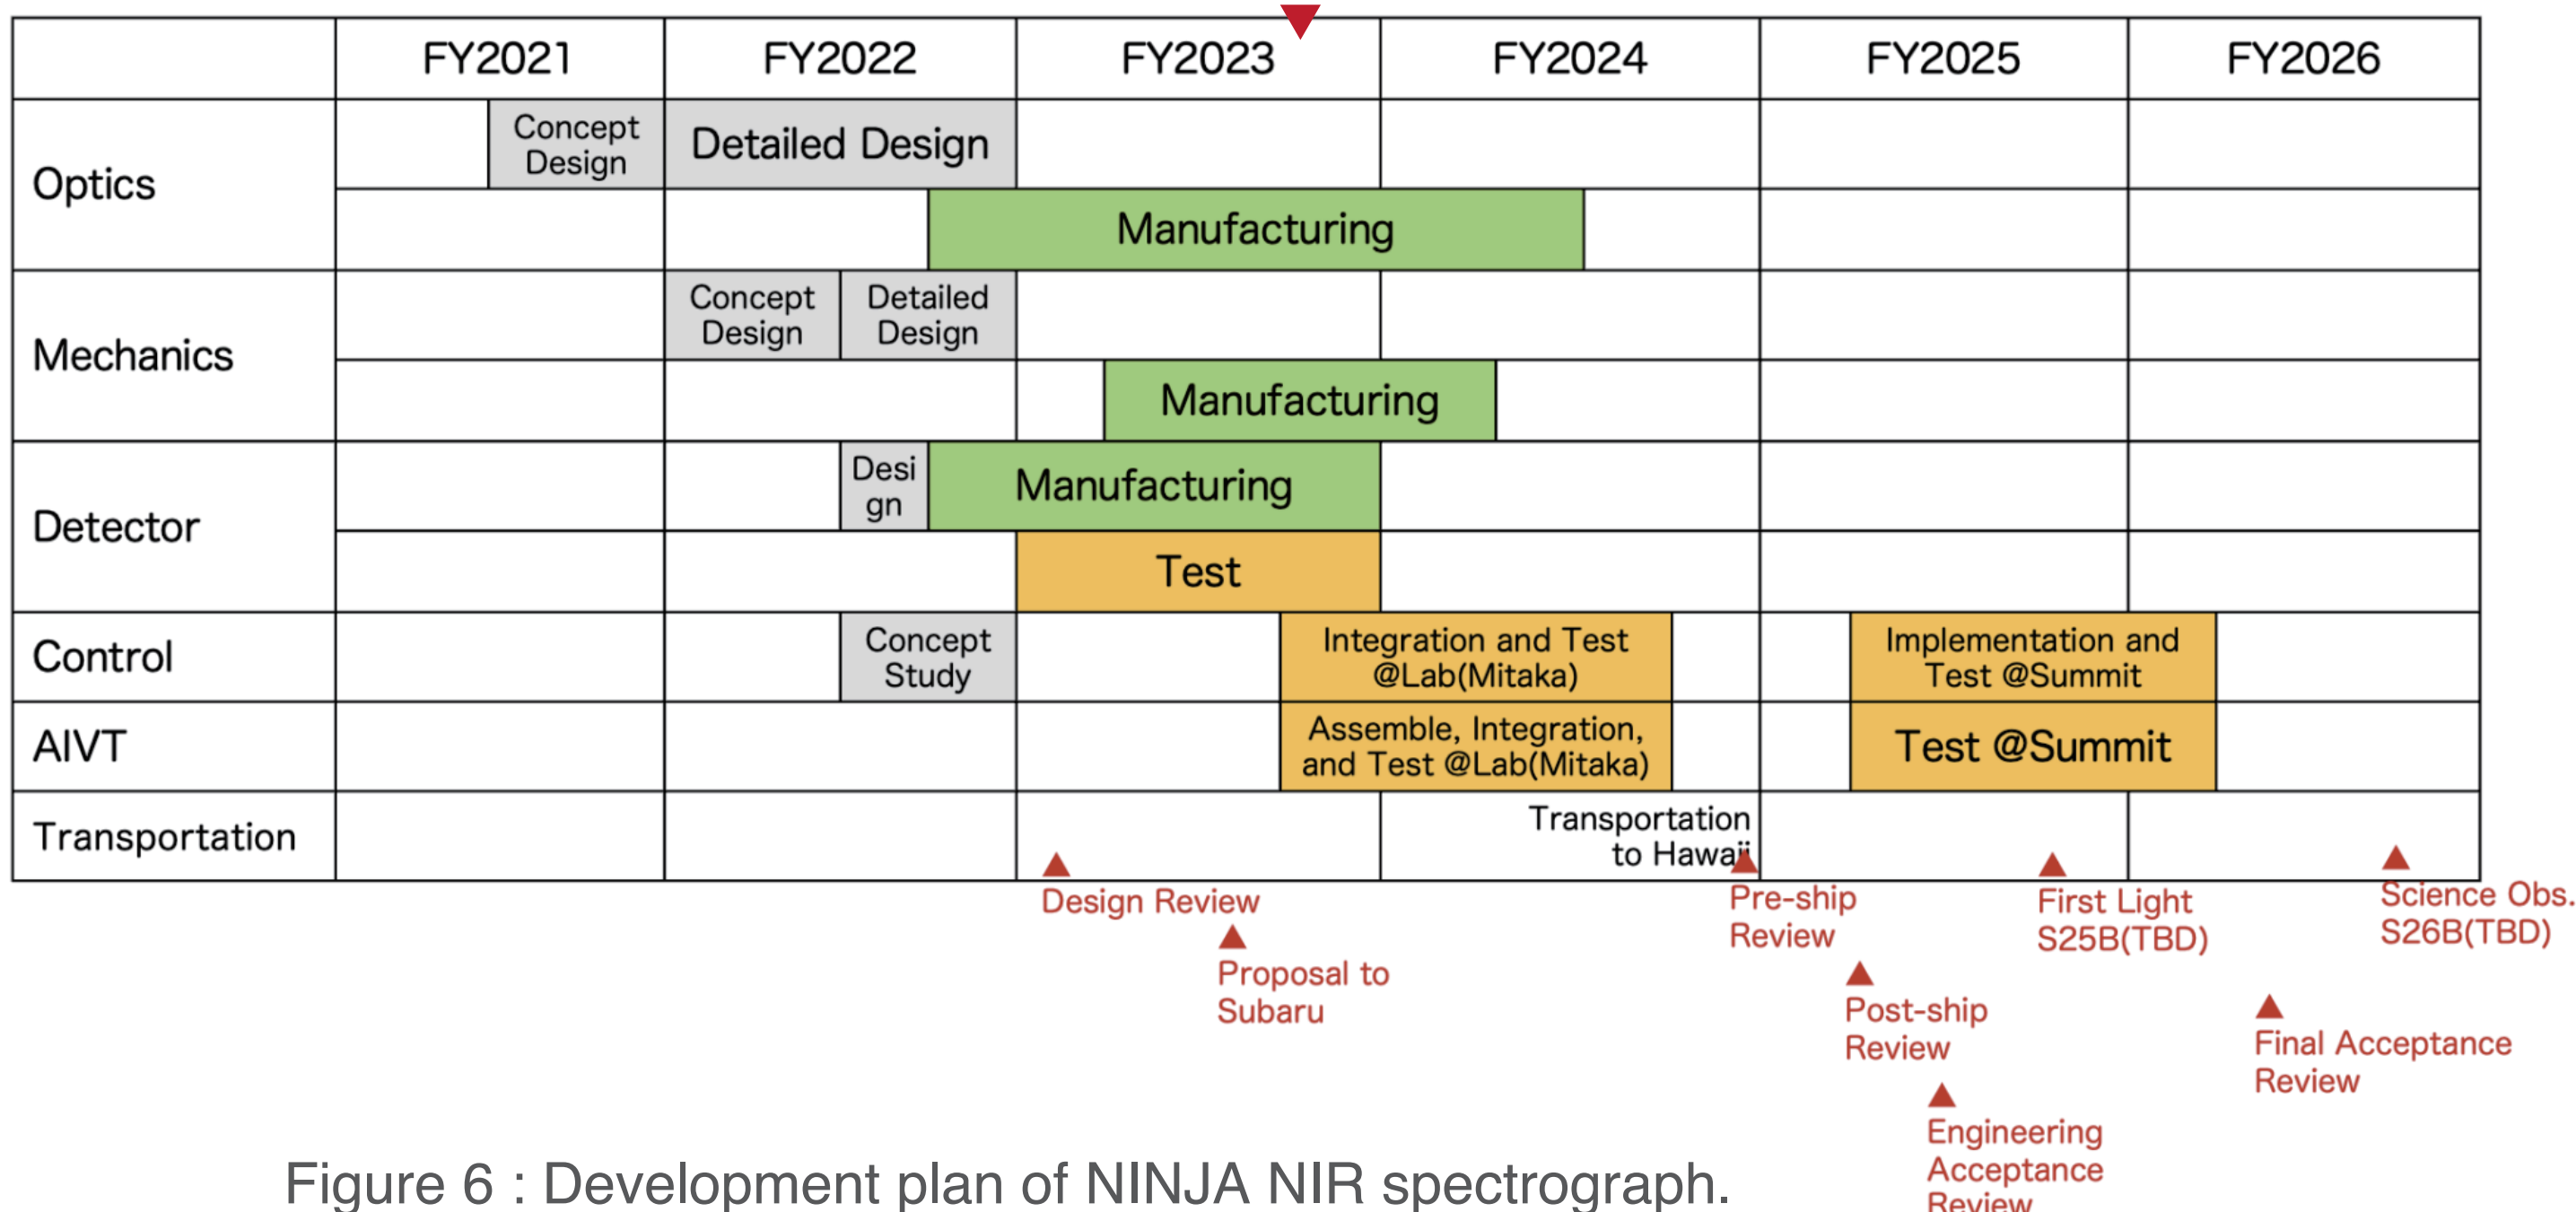 FY2021 FY2022 FY2023 FY2024 FY2025 FY2026
Optics
Concept
Design
Detailed Design
Manufacturing
Mechanics
Concept
Design
Detailed
Design
Manufacturing
Detector
Desi
gn
Manufacturing
Test
Control
Concept
Study
Integration and Test
@Lab(Mitaka)
Implementation and
Test @Summit
AIVT
Assemble, Integration,
and Test @Lab(Mitaka)
Test @Summit
Transportation
Transportation
to Hawaii
Design Review
Proposal to
Subaru
Pre-ship
Review
Post-ship
Review
Engineering
Acceptance
Review
First Light
S25B(TBD)
Final Acceptance
Review
Science Obs.
S26B(TBD)
Figure 6 : Development plan of NINJA NIR spectrograph.